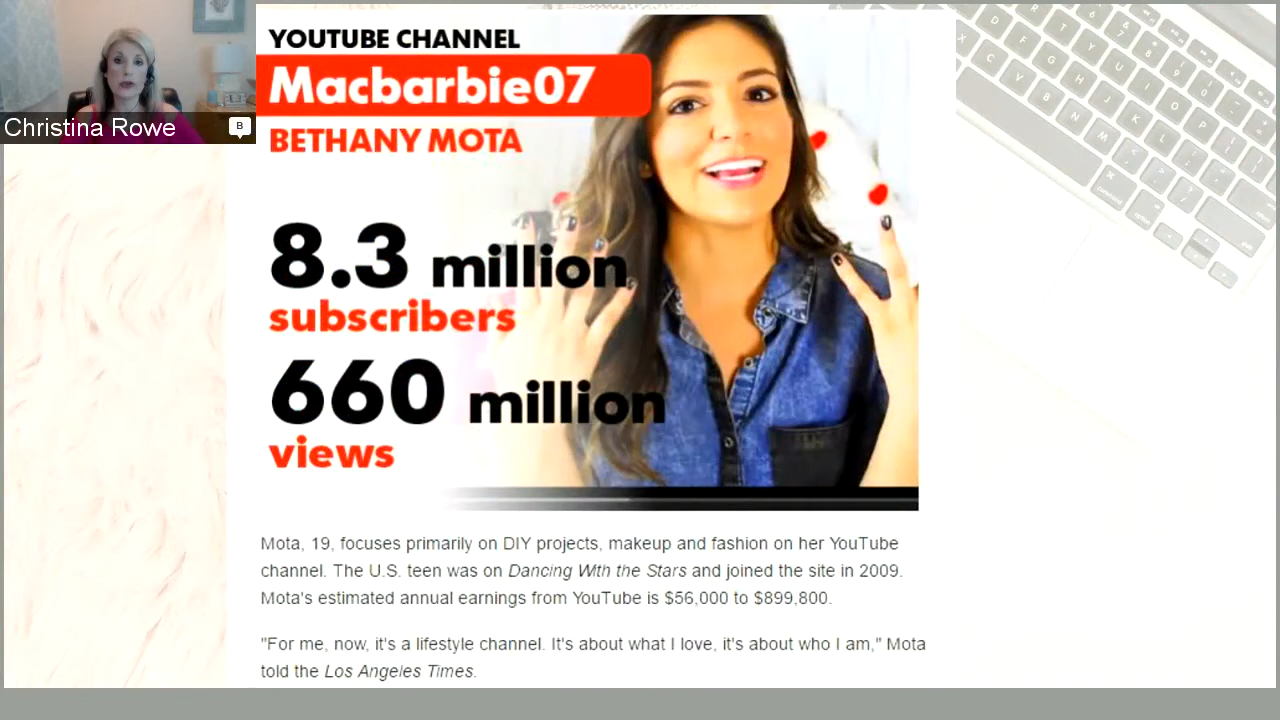 Christina Rowe
B
YOUTUBE CHANNEL
Macbarbie07
BETHANY MOTA
8.3 million
subscribers
660 million
views
Mota, 19, focuses primarily on DIY projects, makeup and fashion on her YouTube
channel. The U.S. teen was on Dancing With the Stars and joined the site in 2009.
Mota's estimated annual earnings from YouTube is $56,000 to $899,800.
"For me, now, it's a lifestyle channel. It's about what I love, it's about who I am," Mota
told the Los Angeles Times.